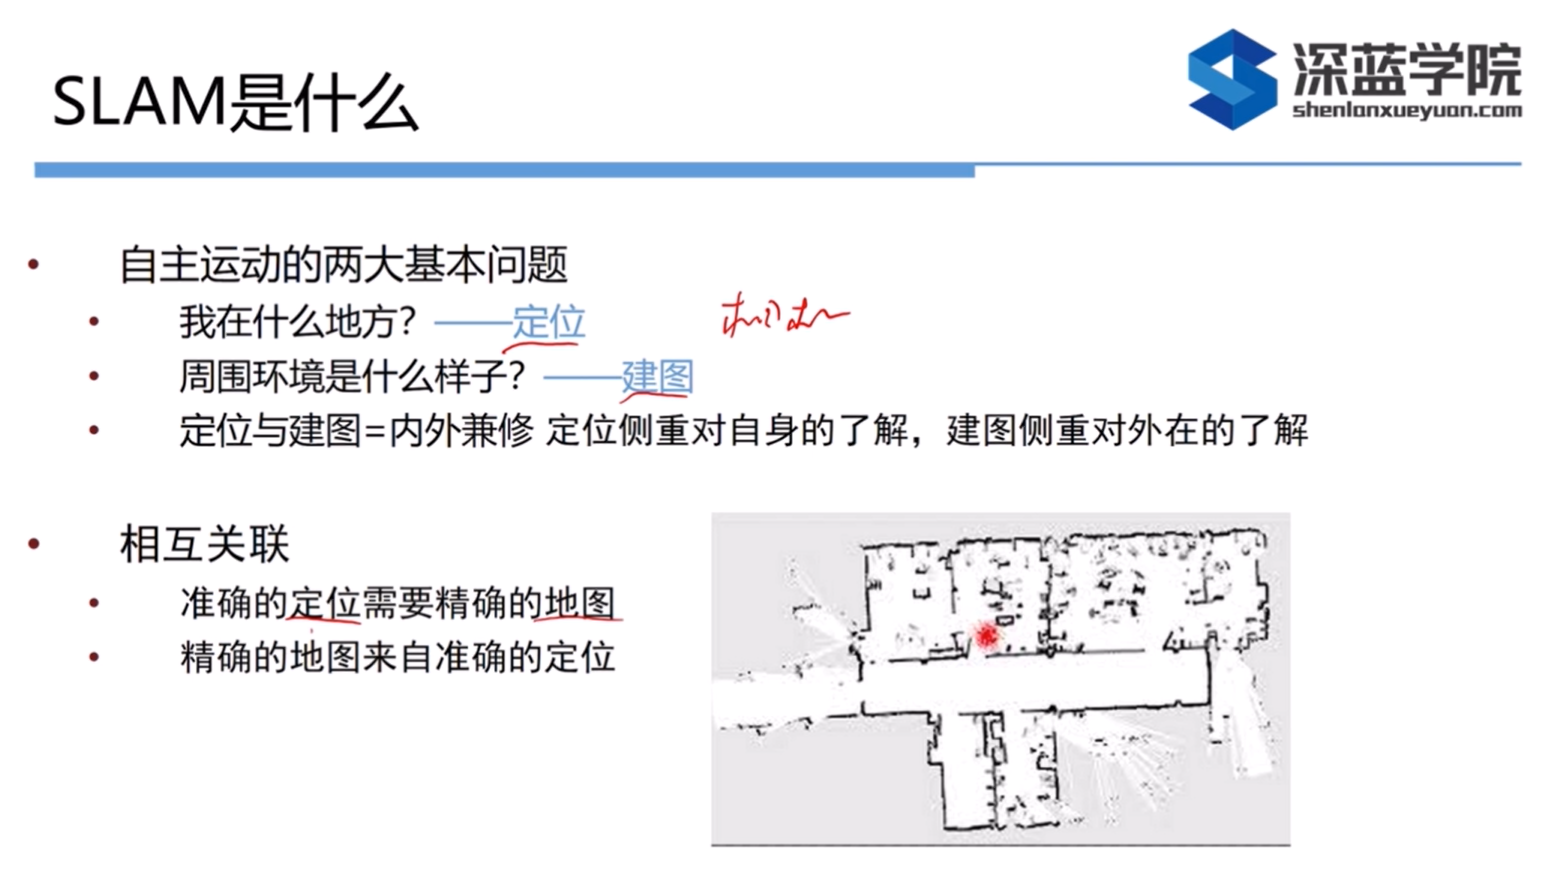 SLAM是什么
深蓝学院
shenlanxueyuan.com
自主运动的两大基本问题
我在什么地方？——定位
周围环境是什么样子？——建图
定位与建图=内外兼修 定位侧重对自身的了解，建图侧重对外在的了解
相互关联
准确的定位需要精确的地图
精确的地图来自准确的定位